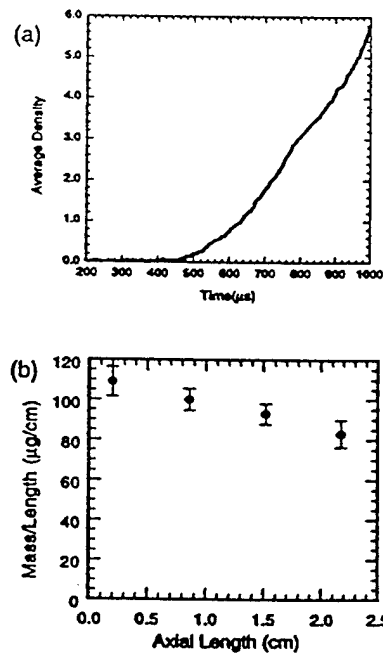 (a)
6.0
5.0
4.0
3.0
2.0
1.0
0.0
Average Density
200 300 400 500 600 700 800 900 1000
Time(μs)
(b)
120
100
80
60
40
20
0
Mass/Length (μg/cm)
0.0 0.5 1.0 1.5 2.0 2.5
Axial Length (cm)